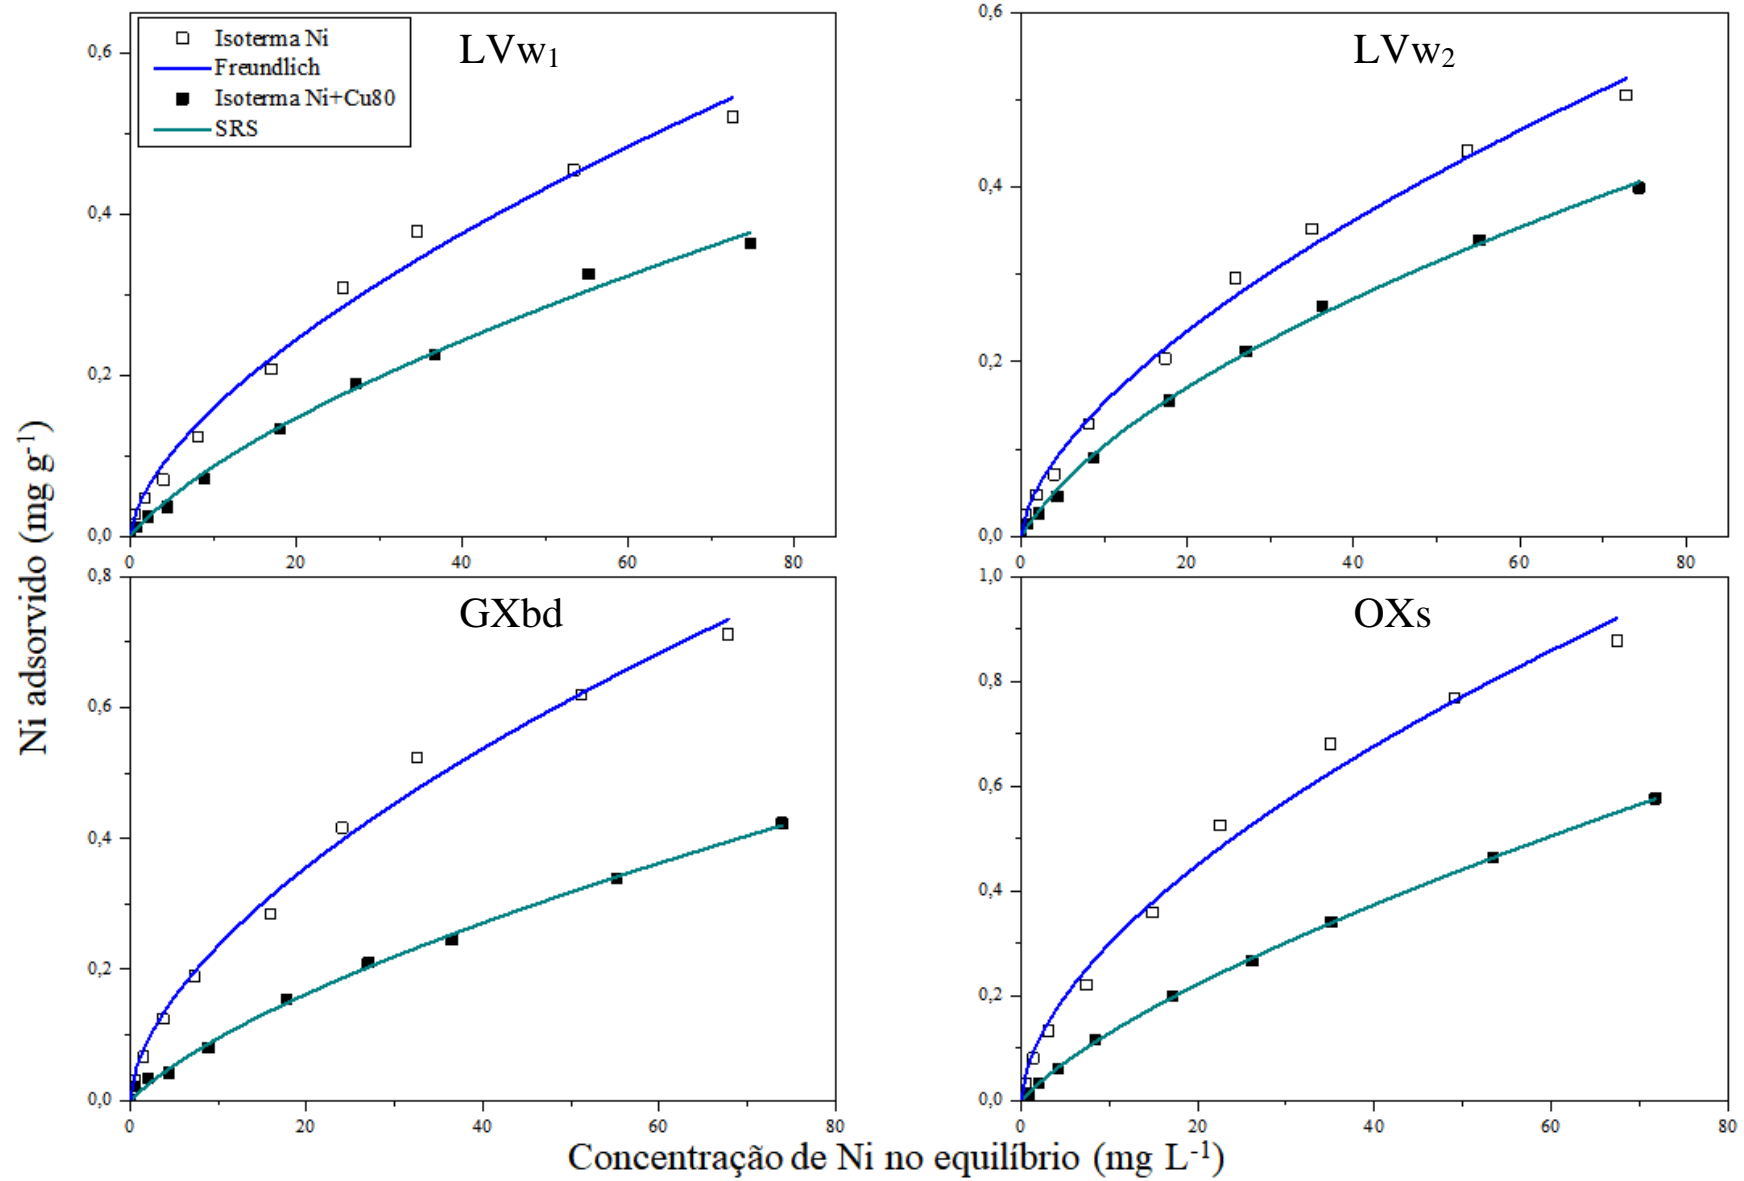 LVw1
Isoterma Ni
Freundlich
Isoterma Ni+Cu80
SRS
0,6
0,4
0,2
0,0
0 20 40 60 80
LVw2
0,6
0,4
0,2
0,0
0 20 40 60 80
GXbd
0,8
0,6
0,4
0,2
0,0
0 20 40 60 80
OXs
1,0
0,8
0,6
0,4
0,2
0,0
0 20 40 60 80
Ni adsorvido (mg g-1)
Concentração de Ni no equilíbrio (mg L-1)